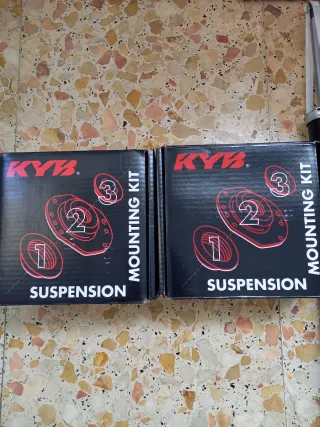 KYB®
1
2
3
SUSPENSION
MOUNTING KIT
KYB®
1
2
3
SUSPENSION
MOUNTING KIT